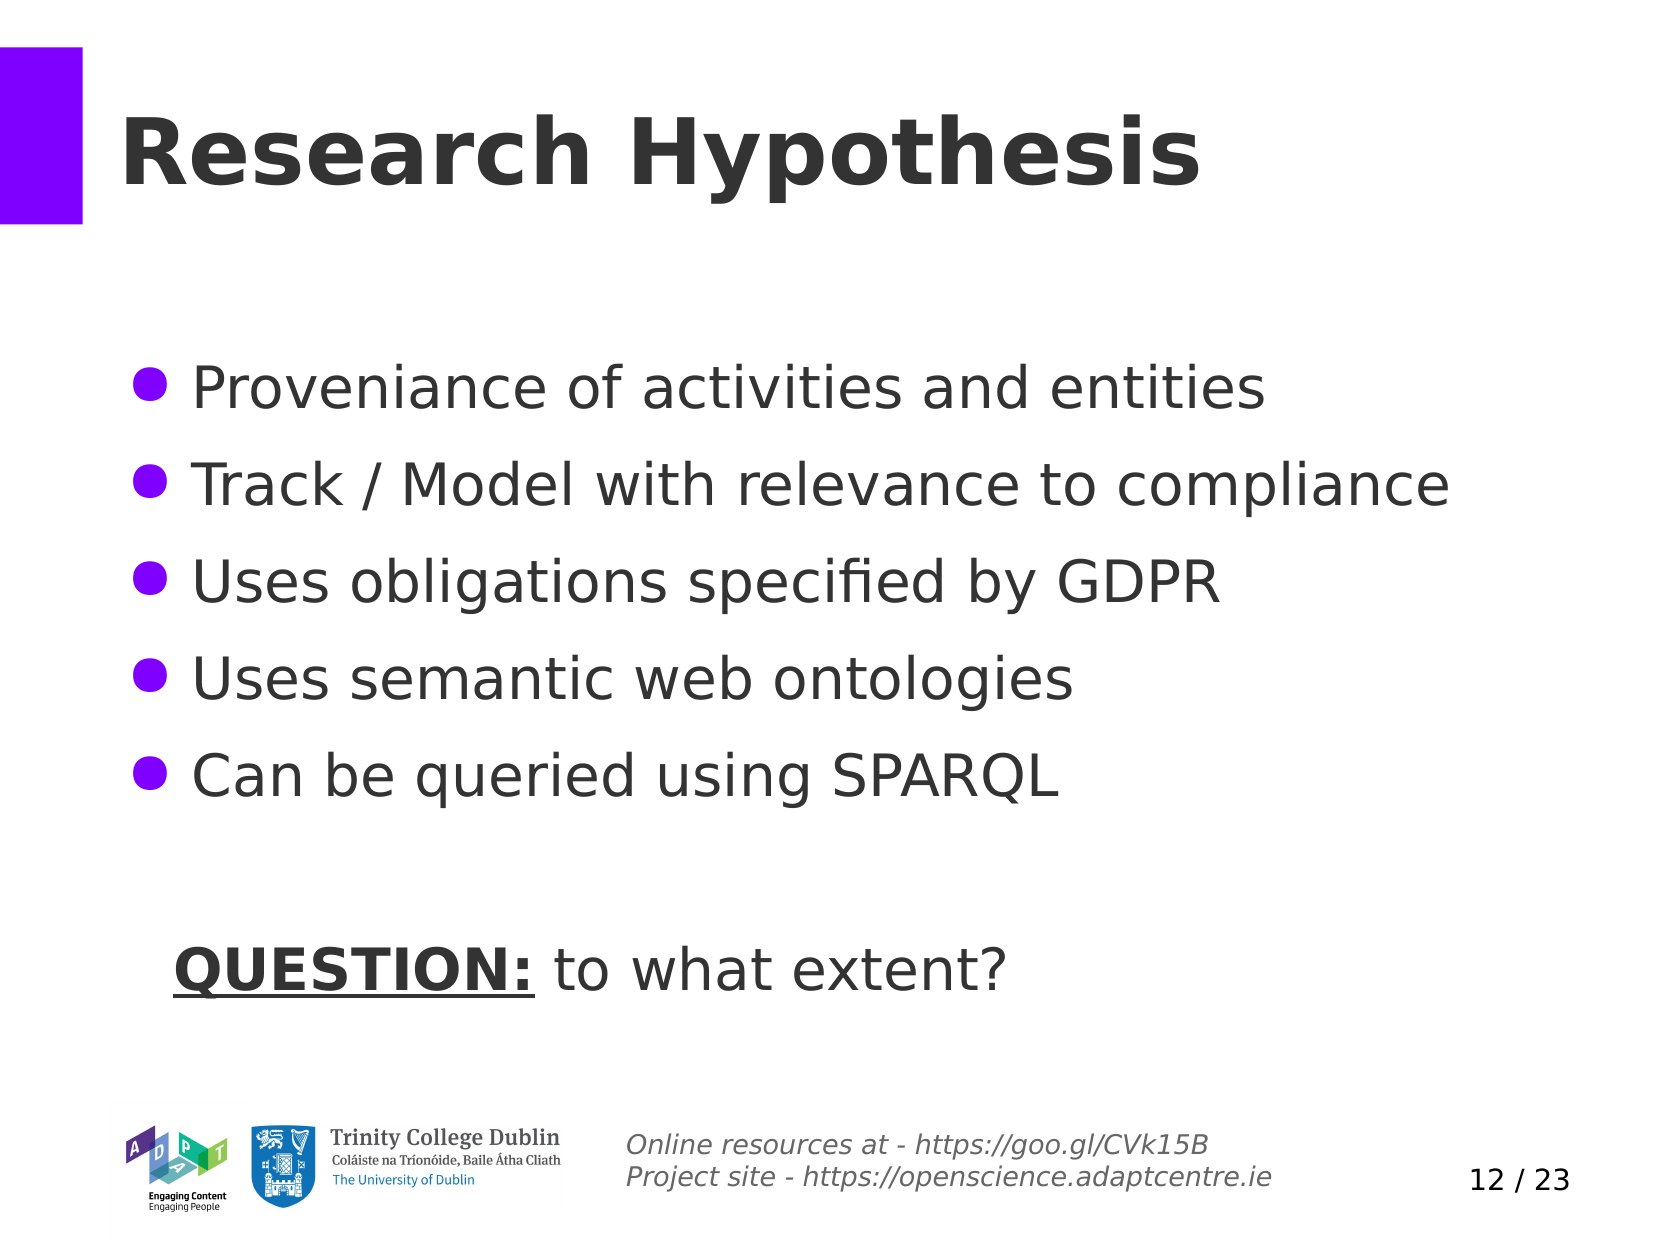 Research Hypothesis
● Proveniance of activities and entities
● Track / Model with relevance to compliance
● Uses obligations specified by GDPR
● Uses semantic web ontologies
● Can be queried using SPARQL
QUESTION: to what extent?
ADAPT
Engaging Content
Engaging People
Trinity College Dublin
Coláiste na Tríonóide, Baile Átha Cliath
The University of Dublin
Online resources at - https://goo.gl/CVk15B
Project site - https://openscience.adaptcentre.ie
12 / 23